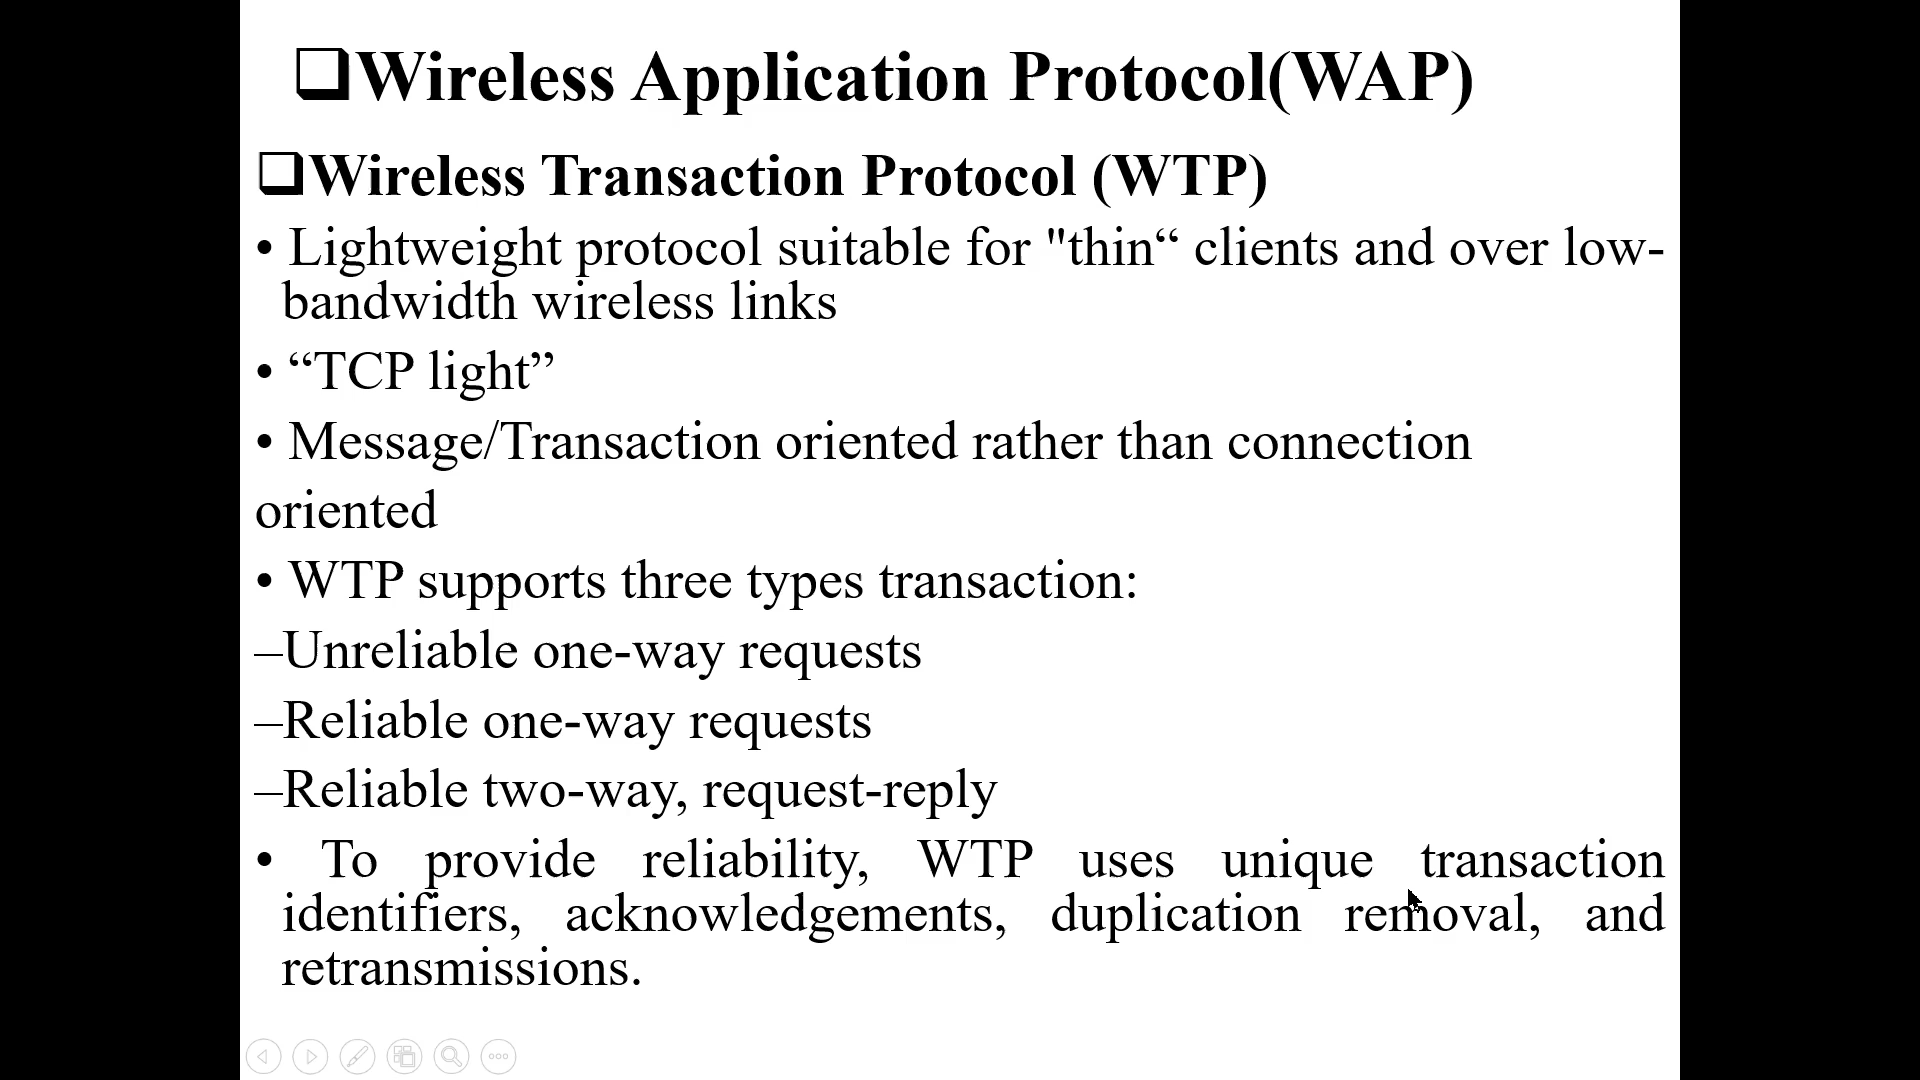 ❑Wireless Application Protocol(WAP)
❑Wireless Transaction Protocol (WTP)
• Lightweight protocol suitable for "thin“ clients and over low-
bandwidth wireless links
• “TCP light”
• Message/Transaction oriented rather than connection
oriented
• WTP supports three types transaction:
–Unreliable one-way requests
–Reliable one-way requests
–Reliable two-way, request-reply
• To provide reliability, WTP uses unique transaction
identifiers, acknowledgements, duplication removal, and
retransmissions.